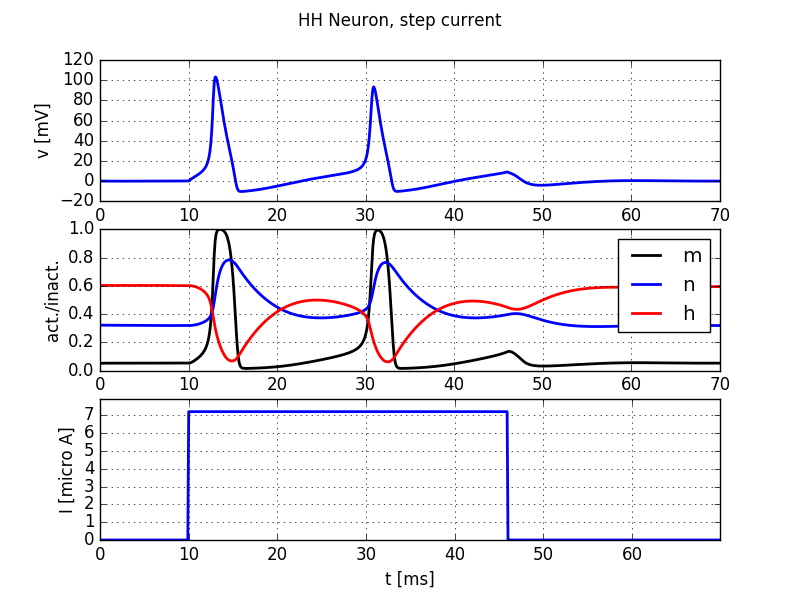 HH Neuron, step current
v [mV]
120
100
80
60
40
20
0
−20
0 10 20 30 40 50 60 70
act./inact.
1.0
0.8
0.6
0.4
0.2
0.0
m
n
h
0 10 20 30 40 50 60 70
I [micro A]
7
6
5
4
3
2
1
0
0 10 20 30 40 50 60
t [ms]